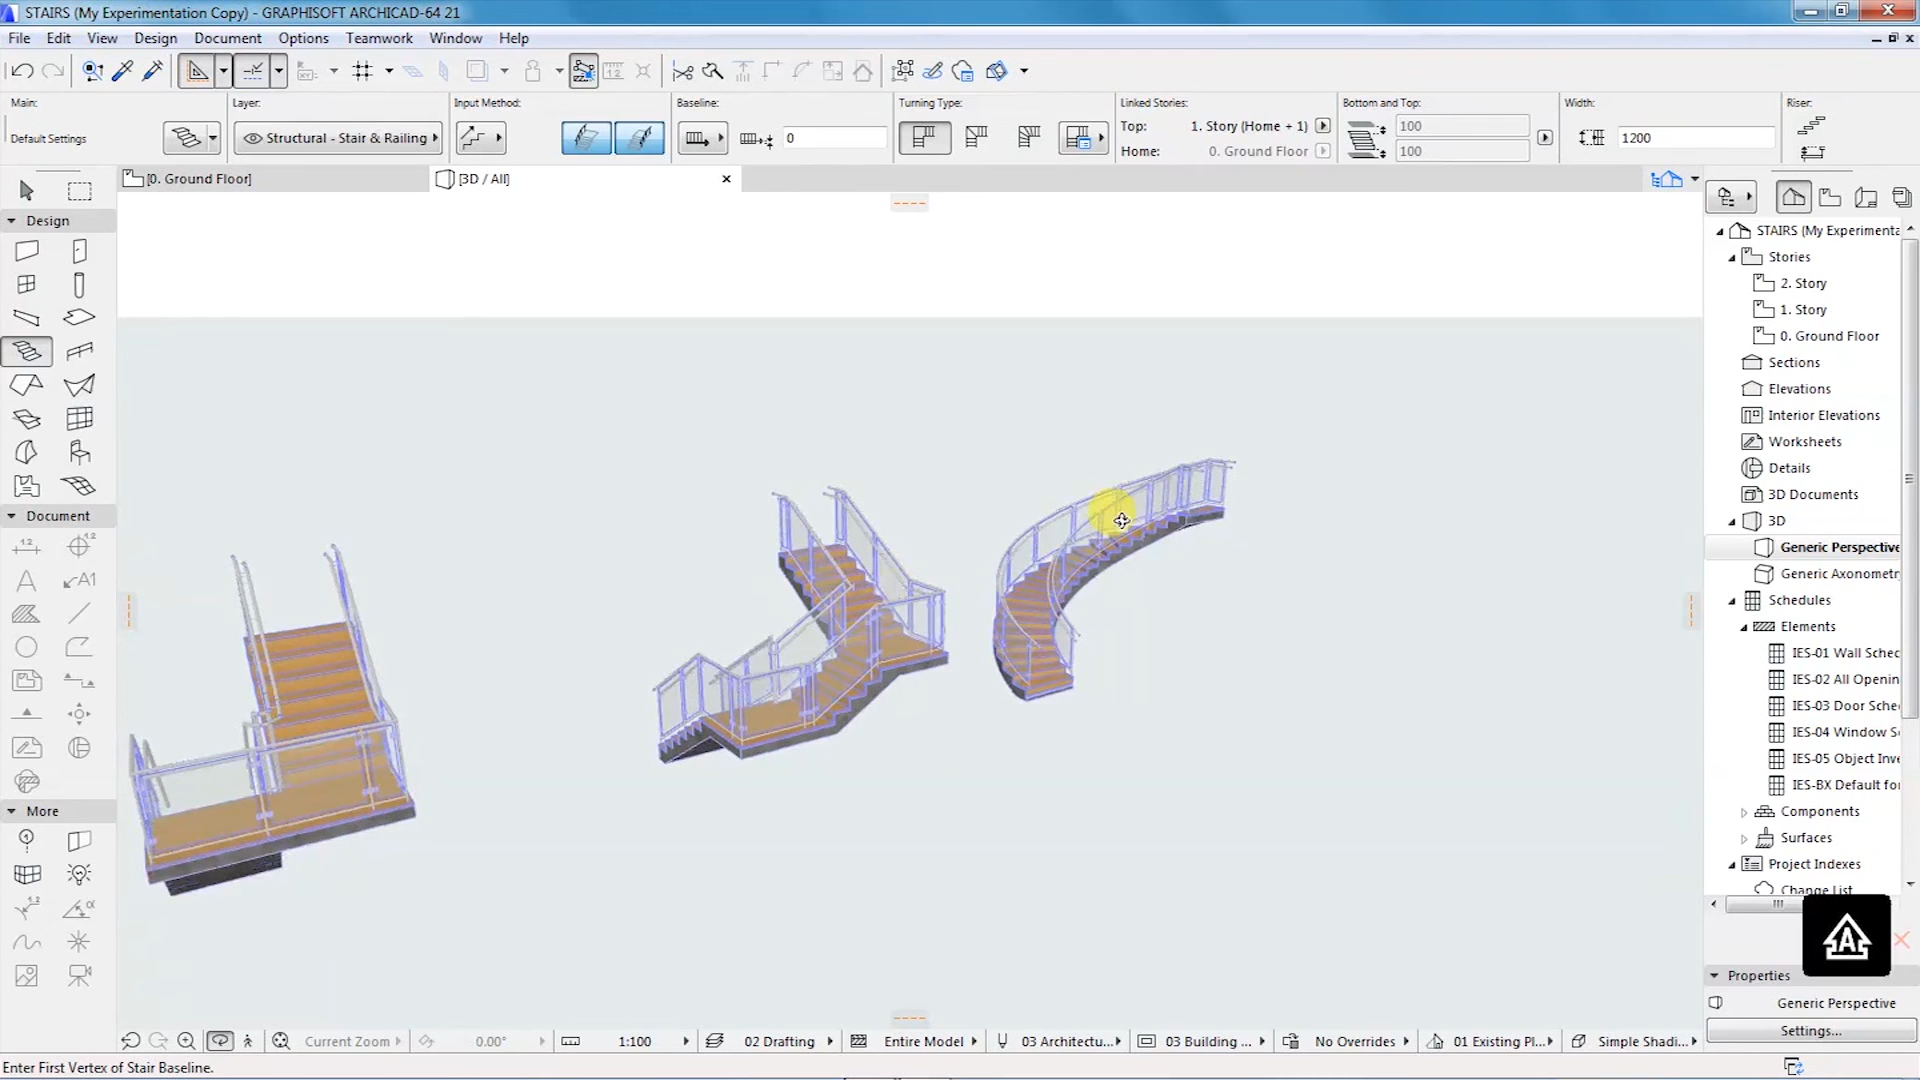 STAIRS (My Experimentation Copy) - GRAPHISOFT ARCHICAD-64 21
File Edit View Design Document Options Teamwork Window Help
Main: Layer: Input Method: Baseline: Turning Type: Linked Stories: Bottom and Top: Width: Riser:
Top: 1. Story (Home + 1) 100
Default Settings Structural - Stair & Railing 0 1200
Home: 0. Ground Floor 100
[0. Ground Floor] [3D / All]
Design
Document
A1
More
STAIRS (My Experimenta
Stories
2. Story
1. Story
0. Ground Floor
Sections
Elevations
Interior Elevations
Worksheets
Details
3D Documents
3D
Generic Perspective
Generic Axonometr
Schedules
Elements
IES-01 Wall Sche
IES-02 All Openin
IES-03 Door Sche
IES-04 Window S
IES-05 Object Inve
IES-BX Default fo
Components
Surfaces
Project Indexes
Change List
Properties
Generic Perspective
Settings...
Current Zoom 0.00° 1:100 02 Drafting Entire Model 03 Architectu... 03 Building ... No Overrides 01 Existing Pl... Simple Shadi...
Enter First Vertex of Stair Baseline.